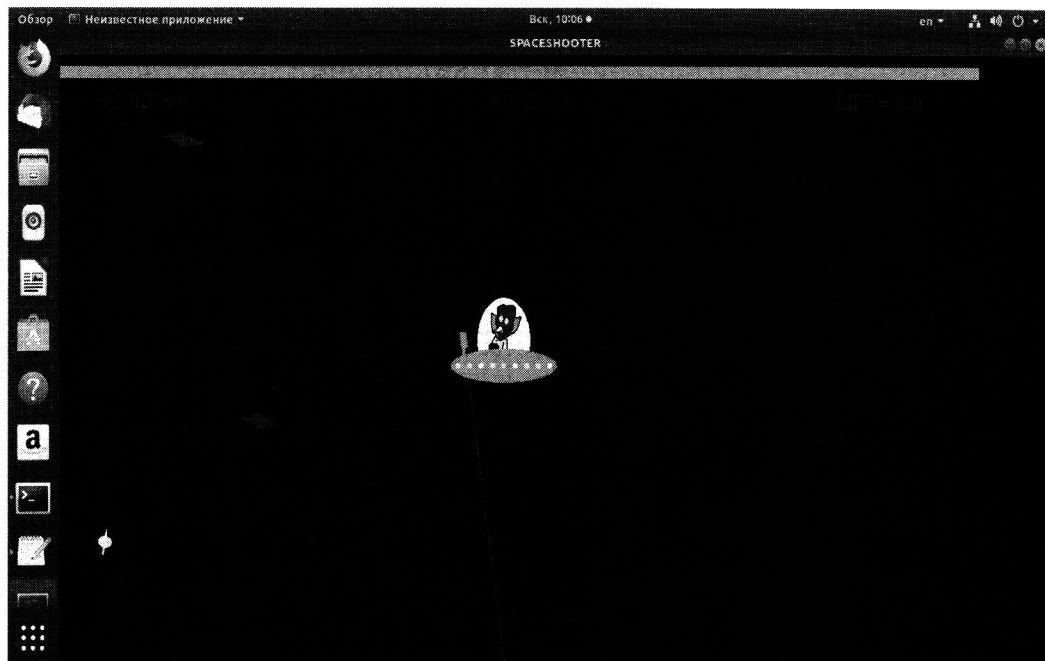 Обзор Неизвестное приложение Вск, 10:06 en
SPACESHOOTER
?
a
>_